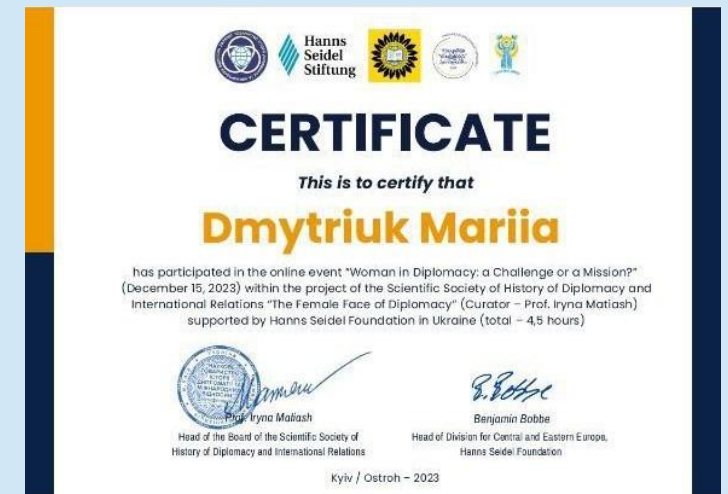 Hanns
Seidel
Stiftung
CERTIFICATE
This is to certify that
Dmytriuk Mariia
has participated in the online event "Woman in Diplomacy: a Challenge or a Mission?"
(December 15, 2023) within the project of the Scientific Society of History of Diplomacy and
International Relations "The Female Face of Diplomacy" (Curator – Prof. Iryna Matiash)
supported by Hanns Seidel Foundation in Ukraine (total – 4,5 hours)
Prof. Iryna Matiash
Head of the Board of the Scientific Society of
History of Diplomacy and International Relations
Benjamin Bobbe
Head of Division for Central and Eastern Europe,
Hanns Seidel Foundation
Kyiv / Ostroh – 2023